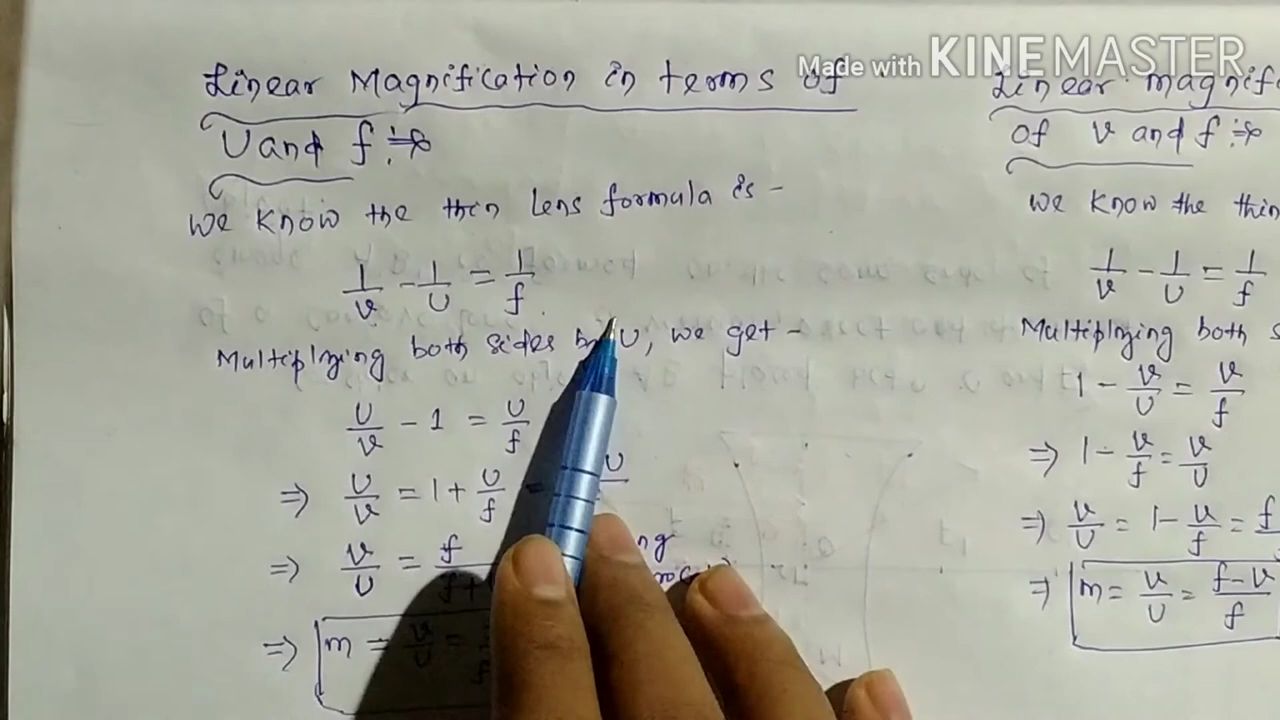 Made with KINEMASTER
Linear Magnification in terms of
U and f :⇒
We know the thin Lens formula is -
1/v - 1/U = 1/f
Multiplying both sides by U, we get -
U/v - 1 = U/f
⇒ U/v = 1 + U/f =
⇒ v/U = f
⇒ m = v/U =
Linear magnif
of v and f :⇒
We know the thin
1/v - 1/U = 1/f
Multiplying both s
1 - v/U = v/f
⇒ 1 - v/f = v/U
⇒ v/U = 1 - v/f = f
⇒ m = v/U = f-v/f